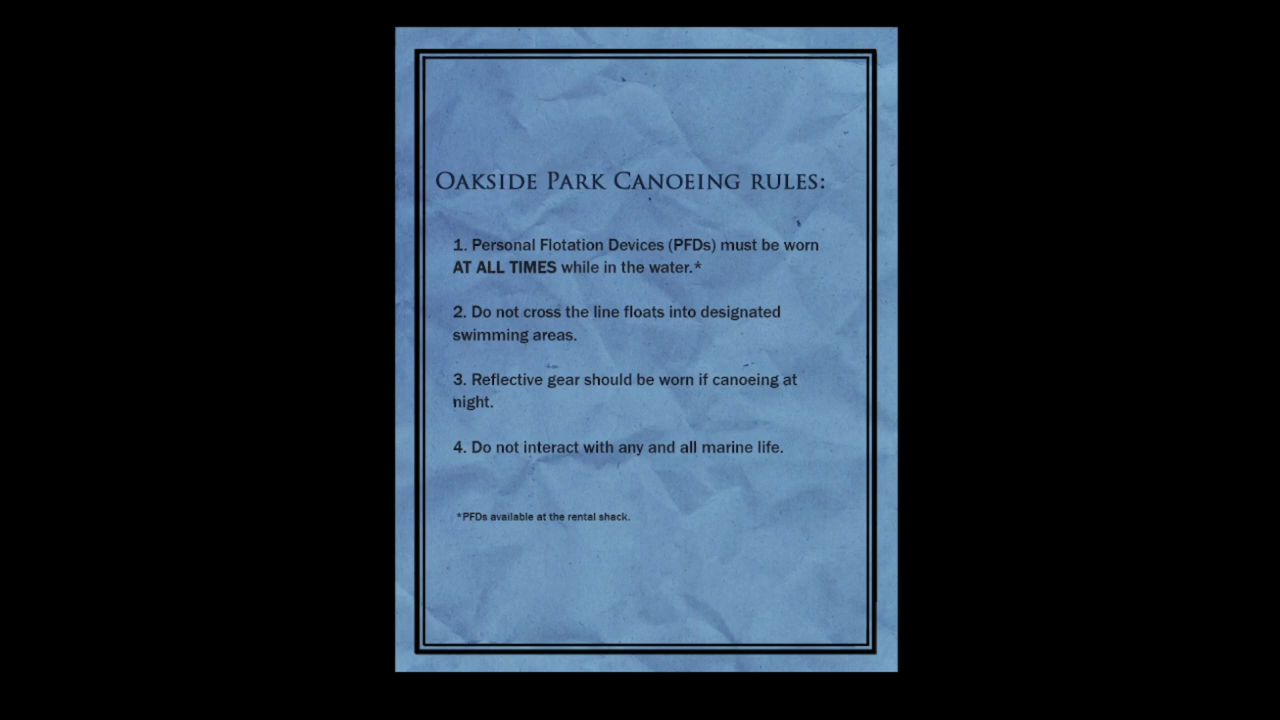 Oakside Park Canoeing rules:
1. Personal Flotation Devices (PFDs) must be worn
AT ALL TIMES while in the water.*
2. Do not cross the line floats into designated
swimming areas.
3. Reflective gear should be worn if canoeing at
night.
4. Do not interact with any and all marine life.
*PFDs available at the rental shack.